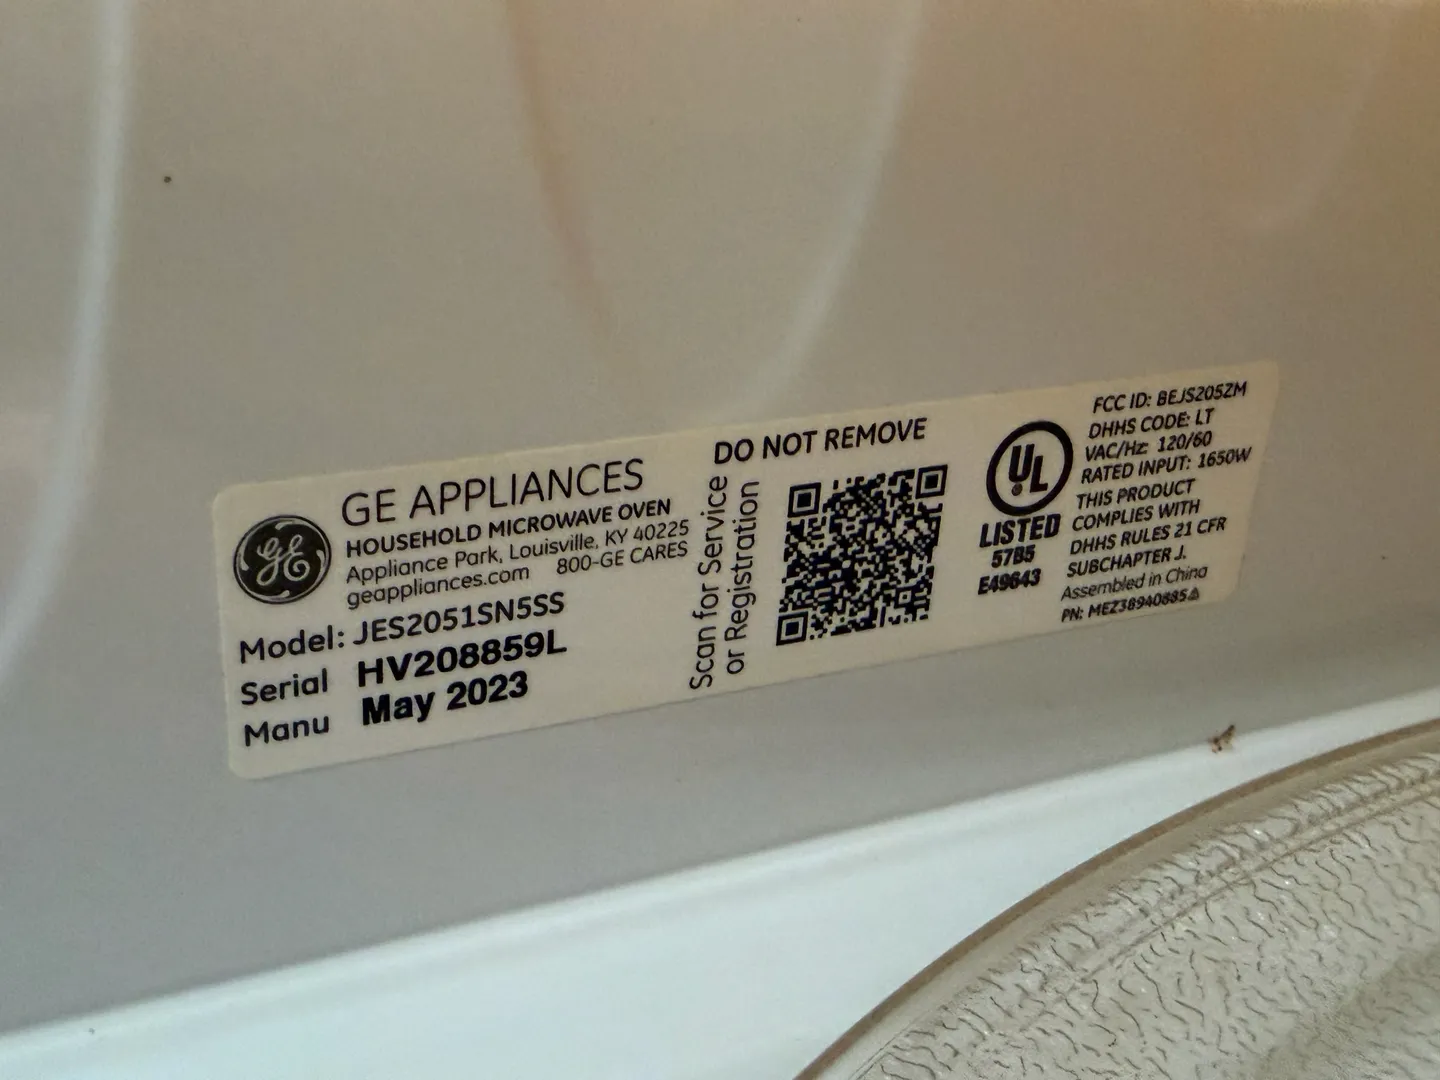 GE
GE APPLIANCES
HOUSEHOLD MICROWAVE OVEN
Appliance Park, Louisville, KY 40225
geappliances.com 800-GE CARES
Model: JES2051SN5SS
Serial HV208859L
Manu May 2023
DO NOT REMOVE
Scan for Service
or Registration
UL
LISTED
57B5
E49643
FCC ID: BEJS205ZM
DHHS CODE: LT
VAC/Hz: 120/60
RATED INPUT: 1650W
THIS PRODUCT
COMPLIES WITH
DHHS RULES 21 CFR
SUBCHAPTER J.
Assembled in China
PN: MEZ38940885